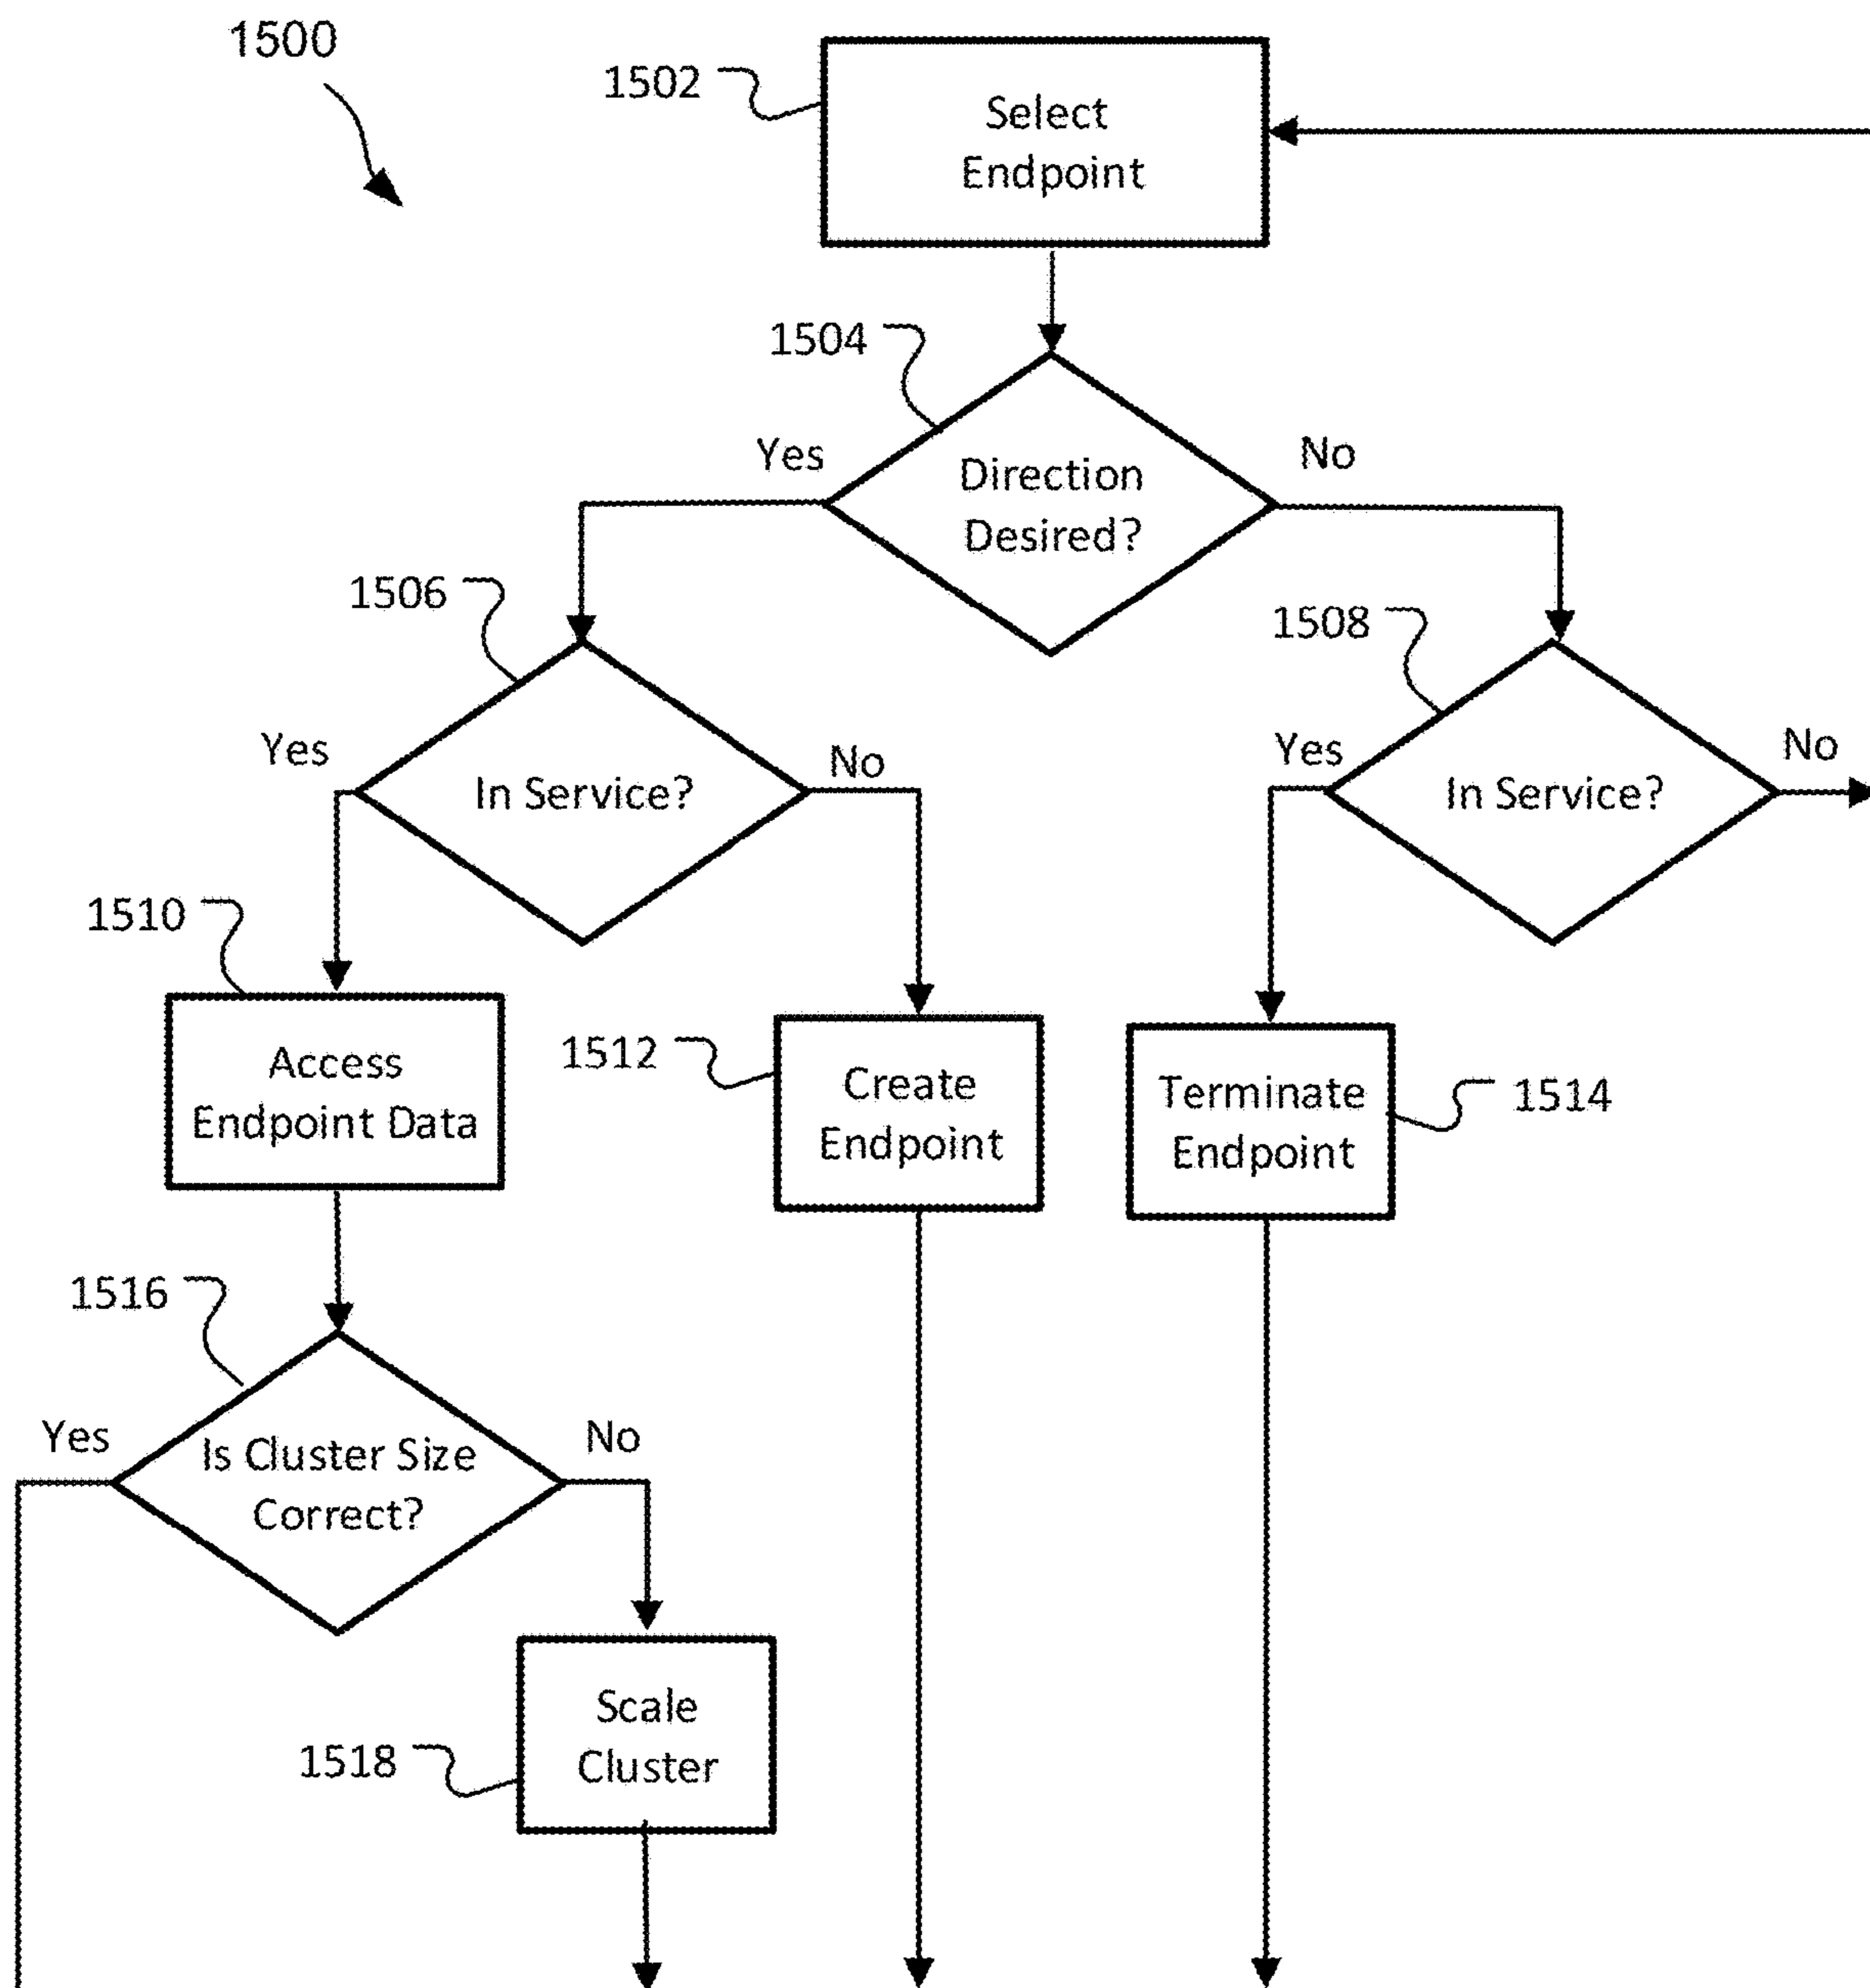 1500
1502
Select
Endpoint
1504
Yes
No
Direction
Desired?
1506
1508
Yes
No
In Service?
Yes
No
In Service?
1510
Access
Endpoint Data
1512
Create
Endpoint
Terminate
Endpoint
1514
1516
Yes
No
Is Cluster Size
Correct?
Scale
Cluster
1518